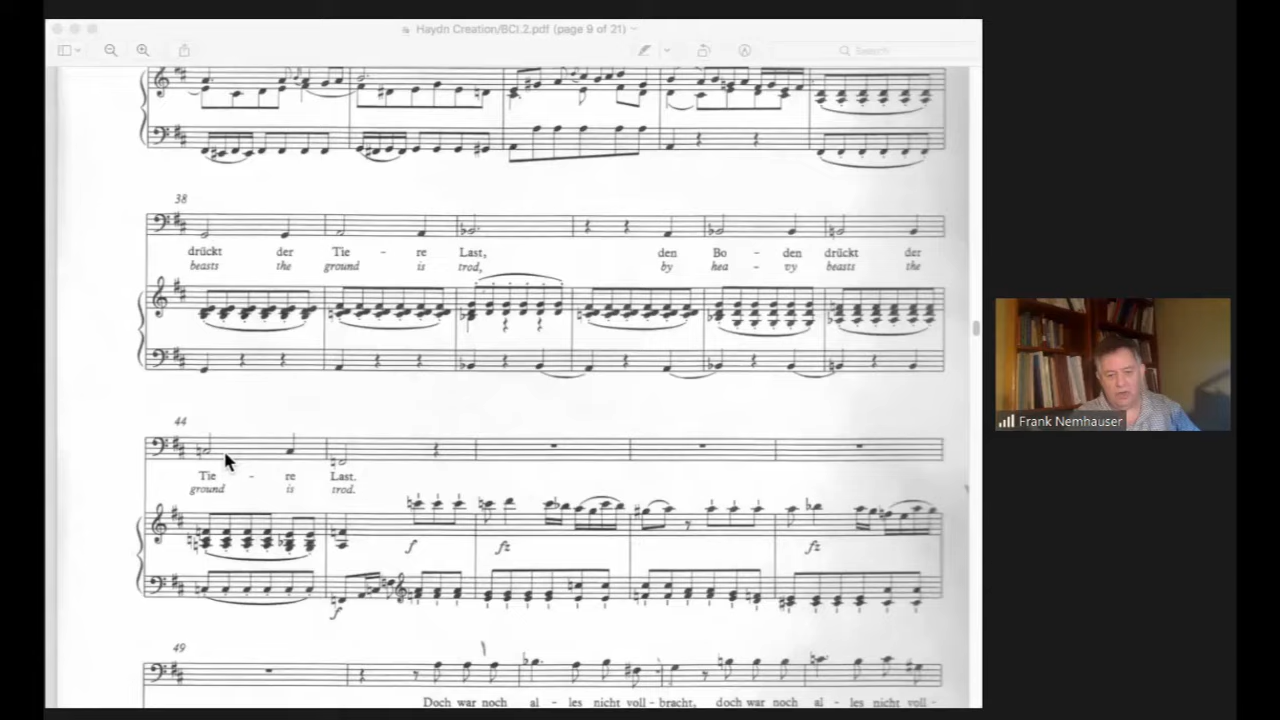 Haydn Creation/BCI.2.pdf (page 9 of 21)
Search
38
drückt der Tie - re Last, den Bo - den drückt der
beasts the ground is trod, by hea - vy beasts the
44
Tie - re Last.
ground is trod.
f fz fz
f
49
Doch war noch al - les nicht voll - bracht, doch war noch al - les nicht voll -
Frank Nemhauser